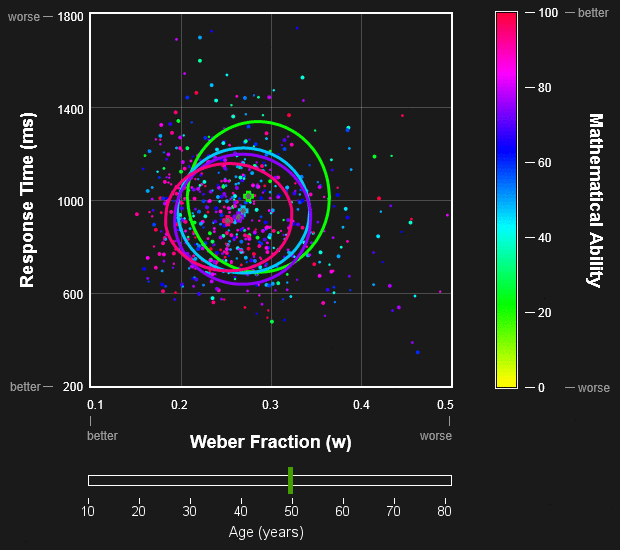 worse
1800
1400
1000
600
better
200
Response Time (ms)
0.1
0.2
0.3
0.4
0.5
better
worse
Weber Fraction (w)
100
better
80
60
40
20
0
worse
Mathematical Ability
10
20
30
40
50
60
70
80
Age (years)